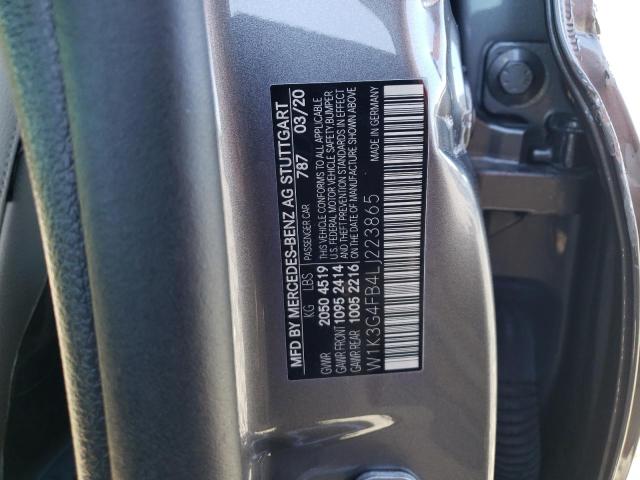 MFD BY MERCEDES-BENZ AG STUTTGART
PASSENGER CAR 787 03/20
KG LBS
GVWR 2050 4519
GAWR FRONT 1095 2414
GAWR REAR 1005 2216
THIS VEHICLE CONFORMS TO ALL APPLICABLE
U.S. FEDERAL MOTOR VEHICLE SAFETY, BUMPER
AND THEFT PREVENTION STANDARDS IN EFFECT
ON THE DATE OF MANUFACTURE SHOWN ABOVE
W1K3G4FB4LJ223865 MADE IN GERMANY